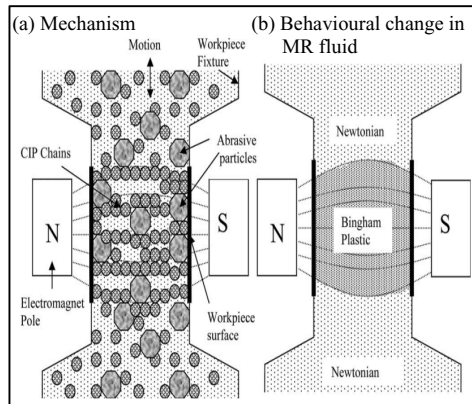 (a) Mechanism
Motion
Workpiece
Fixture
CIP Chains
Abrasive
particles
N
S
Electromagnet
Pole
Workpiece
surface
(b) Behavioural change in
MR fluid
Newtonian
N
Bingham
Plastic
S
Newtonian